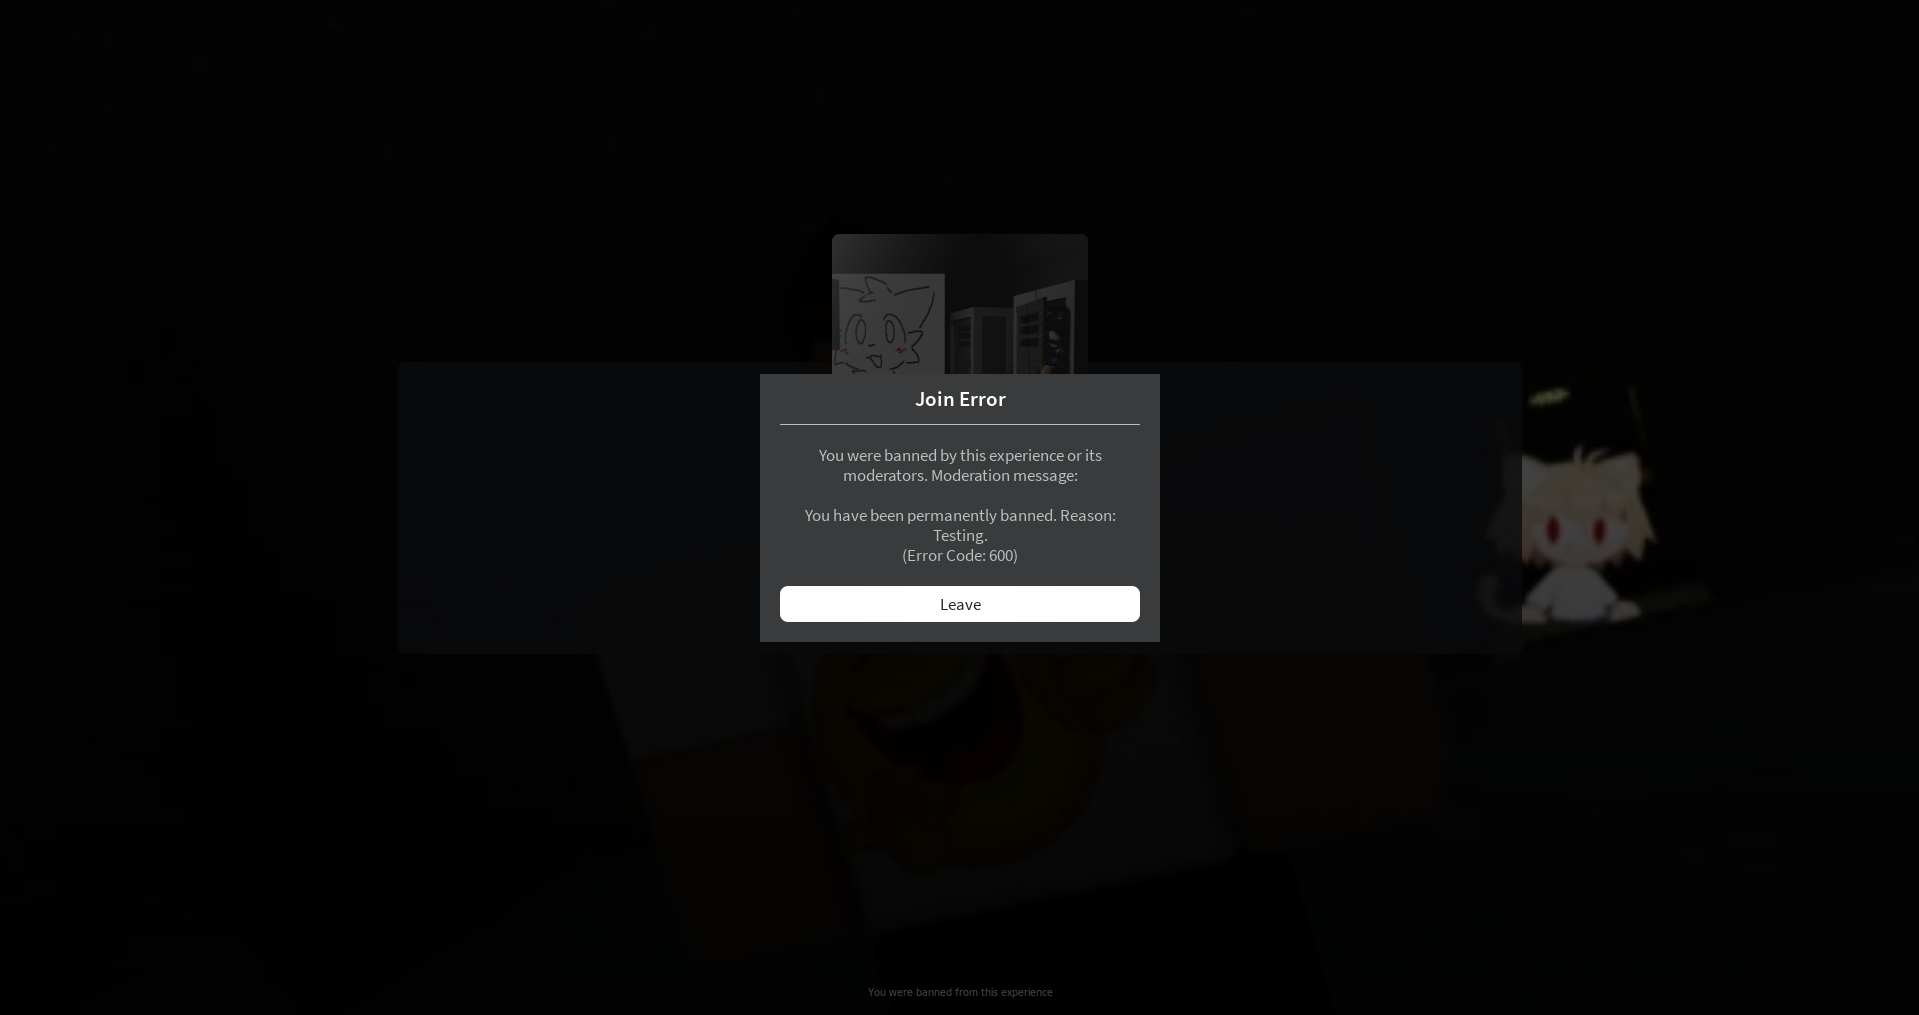 Join Error
You were banned by this experience or its
moderators. Moderation message:
You have been permanently banned. Reason:
Testing.
(Error Code: 600)
Leave
You were banned from this experience